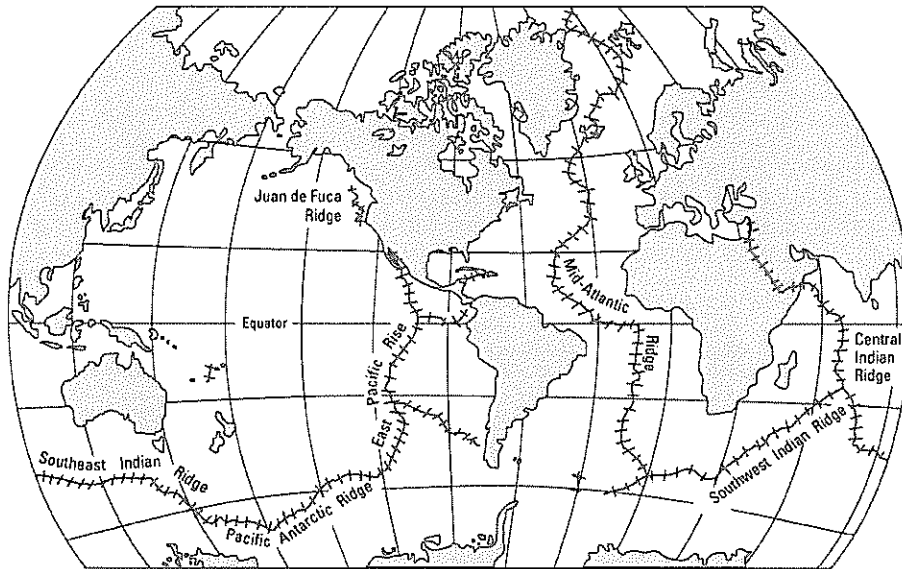 Juan de Fuca
Ridge
Mid-Atlantic
Ridge
Equator
East
Pacific
Rise
Central
Indian
Ridge
Southeast Indian Ridge
Pacific Antarctic Ridge
Southwest Indian Ridge